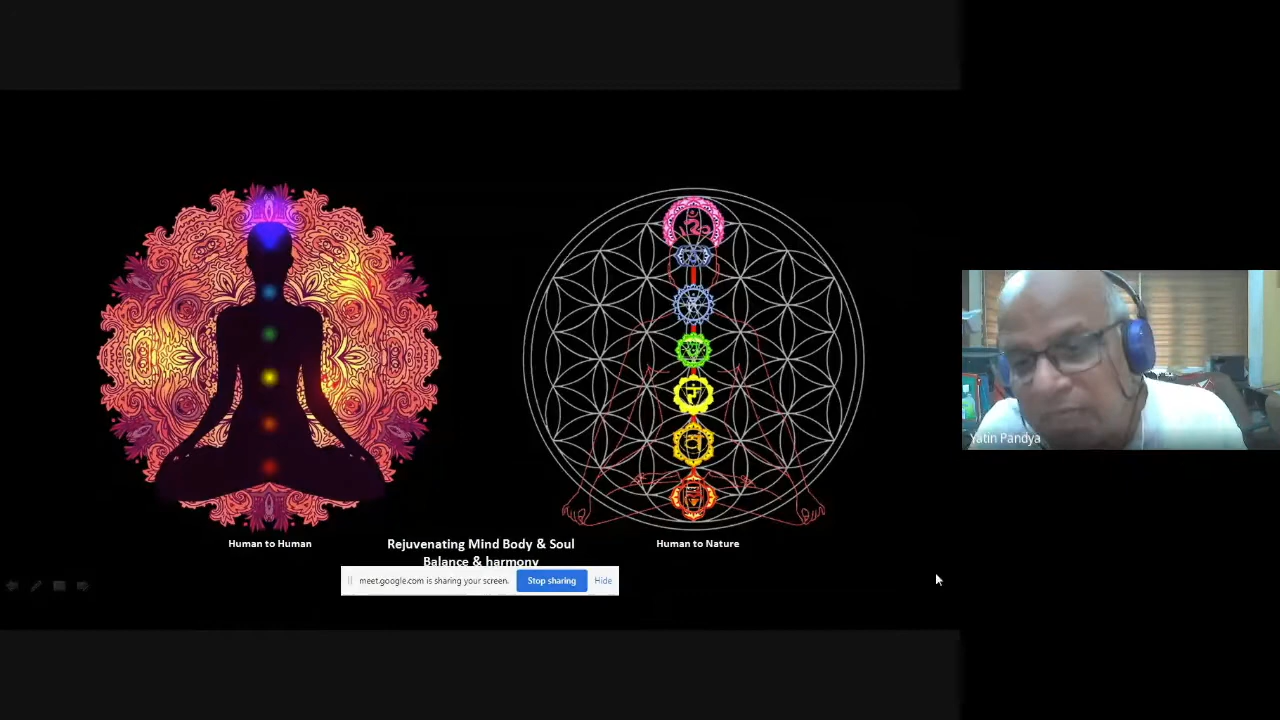 Human to Human
Rejuvenating Mind Body & Soul
Balance & harmony
Human to Nature
meet.google.com is sharing your screen.
Stop sharing
Hide
Yatin Pandya